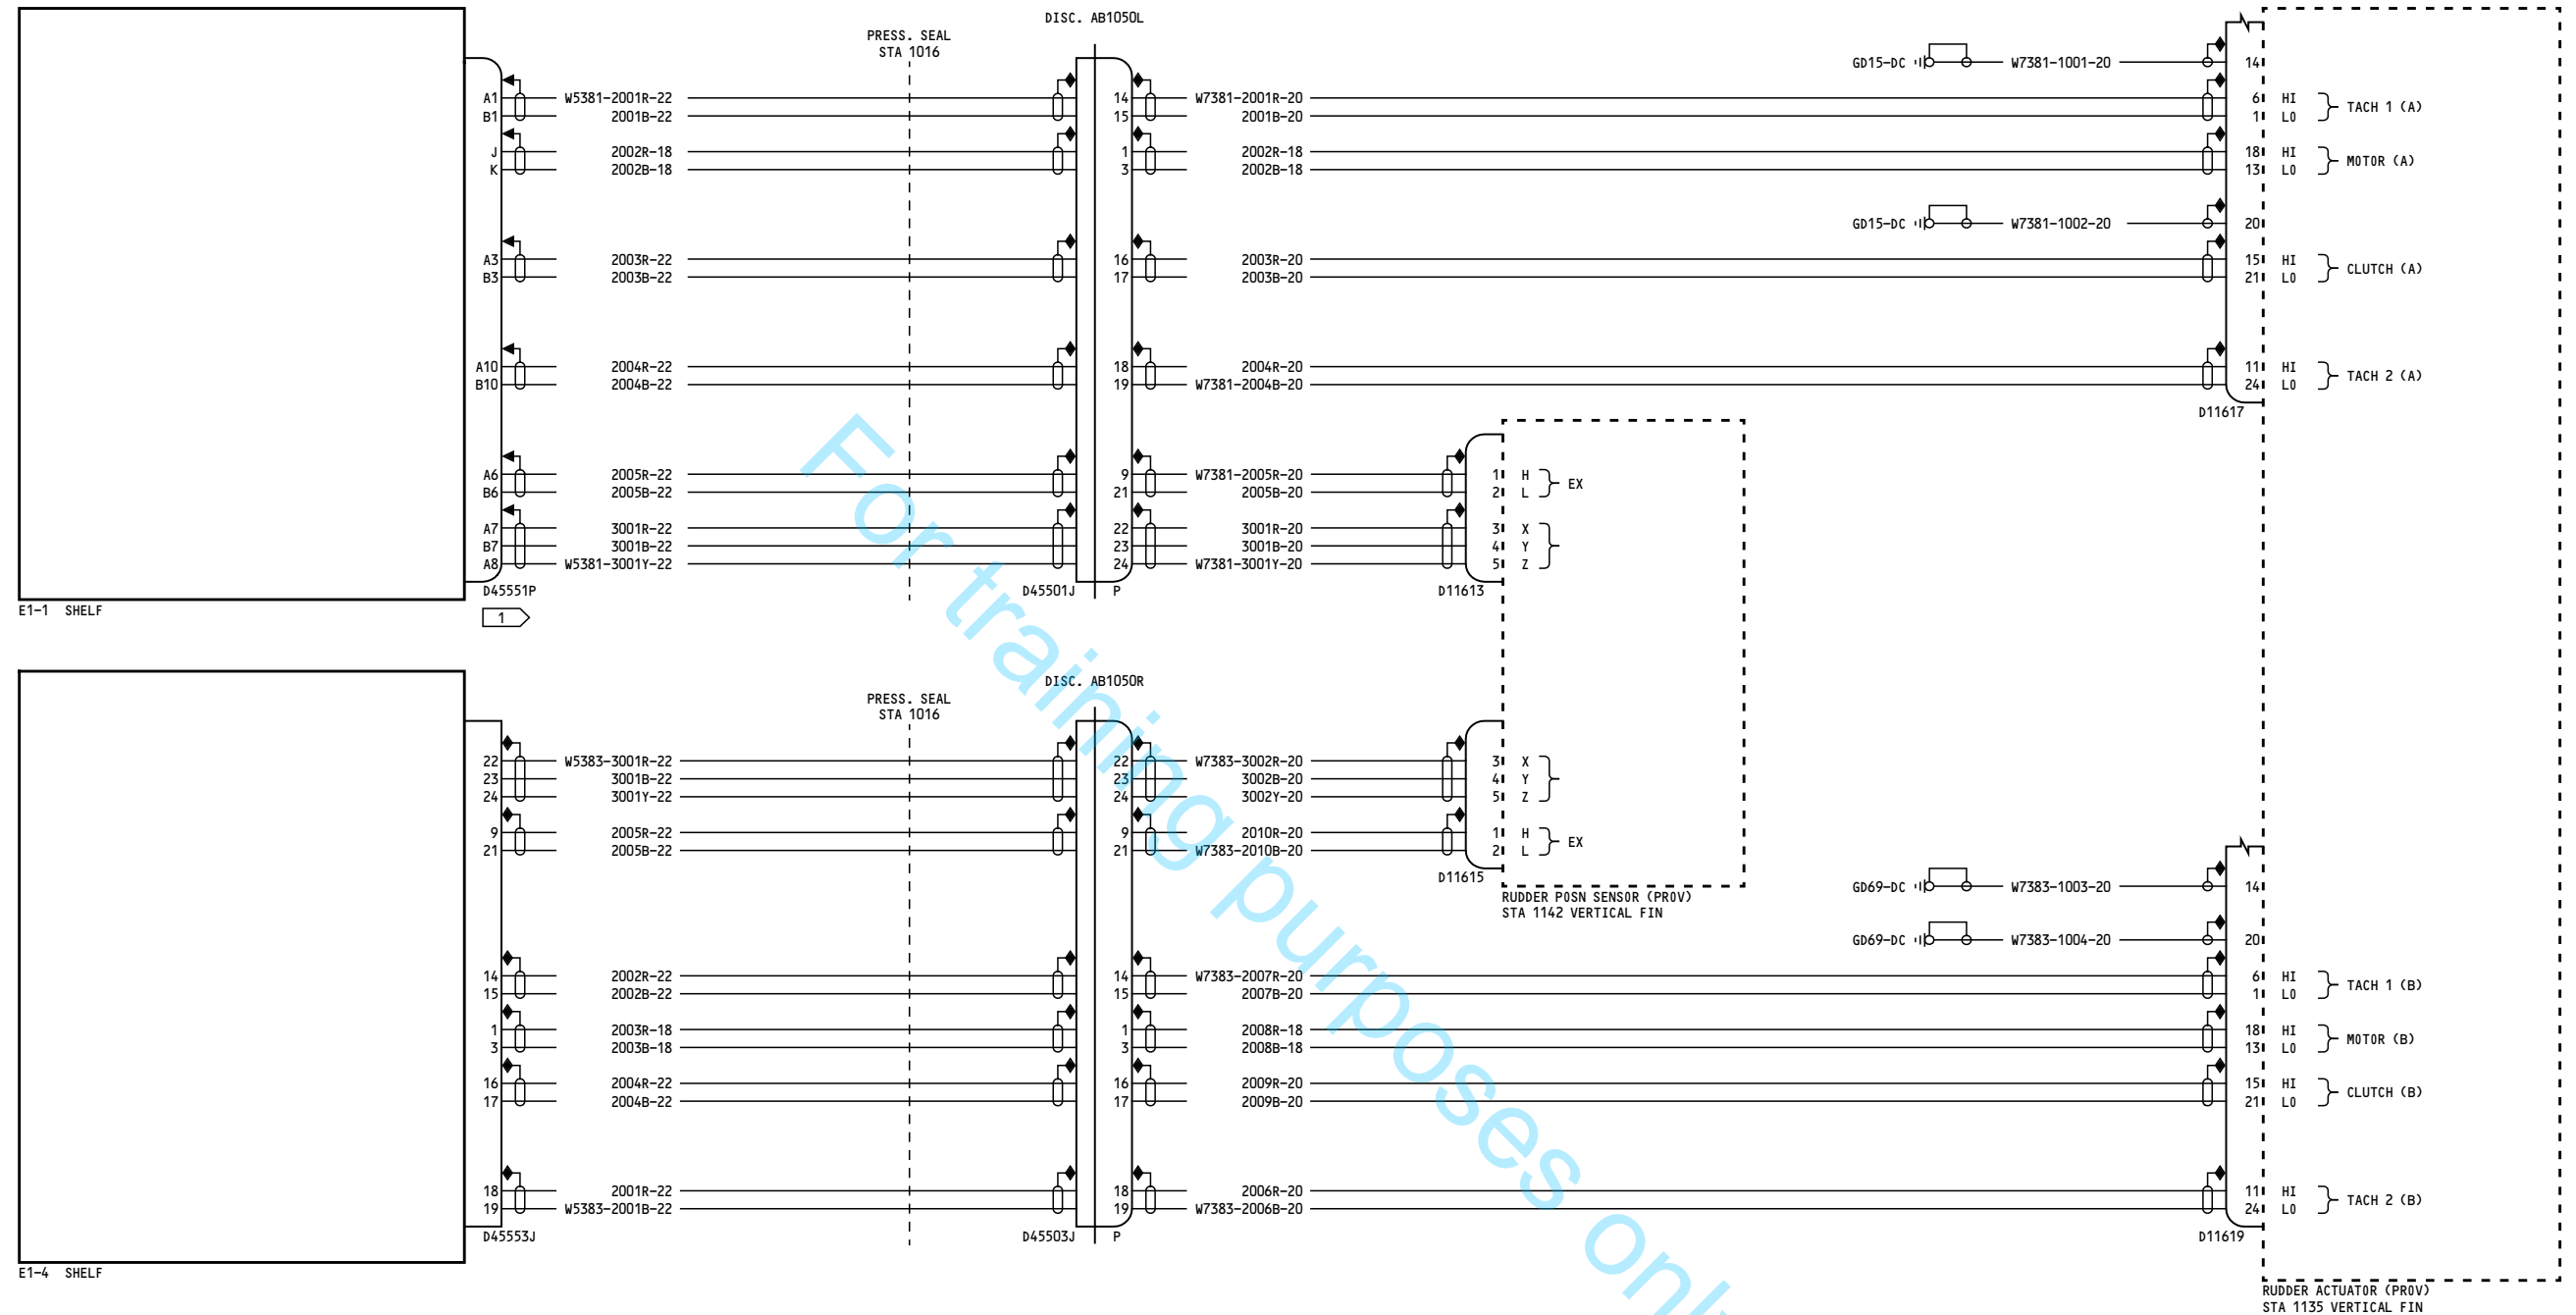 DISC. AB1050L
PRESS. SEAL
STA 1016
GD15-DC W7381-1001-20 14
A1 W5381-2001R-22 14 W7381-2001R-20 6 HI
B1 2001B-22 15 2001B-20 1 LO
TACH 1 (A)
J 2002R-18 1 2002R-18 18 HI
K 2002B-18 3 2002B-18 13 LO
MOTOR (A)
GD15-DC W7381-1002-20 20
A3 2003R-22 16 2003R-20 15 HI
B3 2003B-22 17 2003B-20 21 LO
CLUTCH (A)
A10 2004R-22 18 2004R-20 11 HI
B10 2004B-22 19 W7381-2004B-20 24 LO
TACH 2 (A)
D11617
A6 2005R-22 9 W7381-2005R-20 1 H
B6 2005B-22 21 2005B-20 2 L
EX
A7 3001R-22 22 3001R-20 3 X
B7 3001B-22 23 3001B-20 4 Y
A8 W5381-3001Y-22 24 W7381-3001Y-20 5 Z
D45551P D45501J P D11613
E1-1 SHELF
1
DISC. AB1050R
PRESS. SEAL
STA 1016
22 W5383-3001R-22 22 W7383-3002R-20 3 X
23 3001B-22 23 3002B-20 4 Y
24 3001Y-22 24 3002Y-20 5 Z
9 2005R-22 9 2010R-20 1 H
21 2005B-22 21 W7383-2010B-20 2 L
EX
D11615
RUDDER POSN SENSOR (PROV)
STA 1142 VERTICAL FIN
GD69-DC W7383-1003-20 14
GD69-DC W7383-1004-20 20
14 2002R-22 14 W7383-2007R-20 6 HI
15 2002B-22 15 2007B-20 1 LO
TACH 1 (B)
1 2003R-18 1 2008R-18 18 HI
3 2003B-18 3 2008B-18 13 LO
MOTOR (B)
16 2004R-22 16 2009R-20 15 HI
17 2004B-22 17 2009B-20 21 LO
CLUTCH (B)
18 2001R-22 18 2006R-20 11 HI
19 W5383-2001B-22 19 W7383-2006B-20 24 LO
TACH 2 (B)
D45553J D45503J P D11619
E1-4 SHELF
RUDDER ACTUATOR (PROV)
STA 1135 VERTICAL FIN
For training purposes only